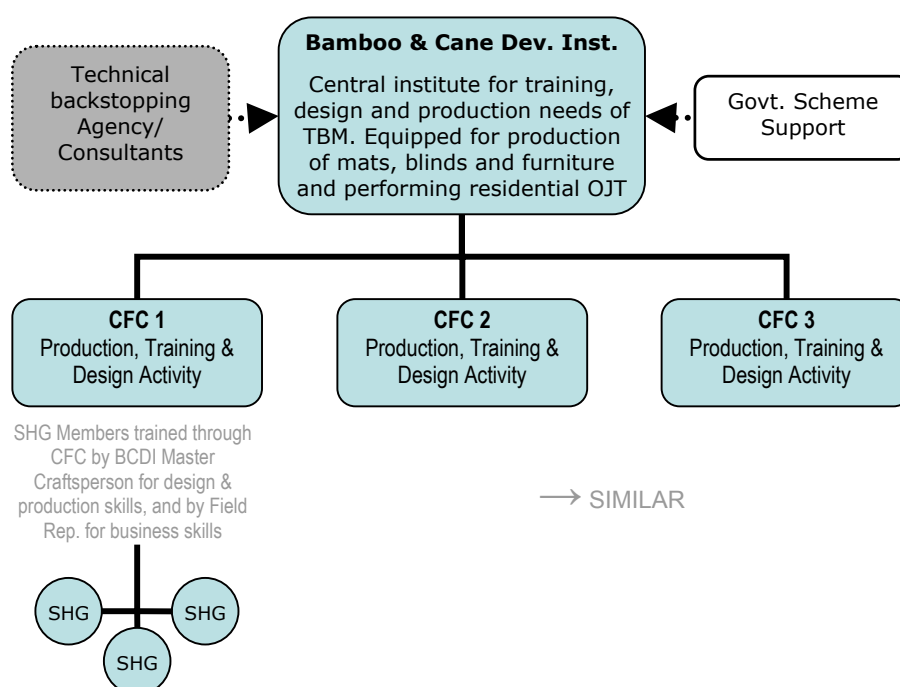 Bamboo & Cane Dev. Inst.
Central institute for training,
design and production needs of
TBM. Equipped for production
of mats, blinds and furniture
and performing residential OJT
Technical
backstopping
Agency/
Consultants
Govt. Scheme
Support
CFC 1
Production, Training &
Design Activity
CFC 2
Production, Training &
Design Activity
CFC 3
Production, Training &
Design Activity
SHG Members trained through
CFC by BCDI Master
Craftsperson for design &
production skills, and by Field
Rep. for business skills
→ SIMILAR
SHG
SHG
SHG